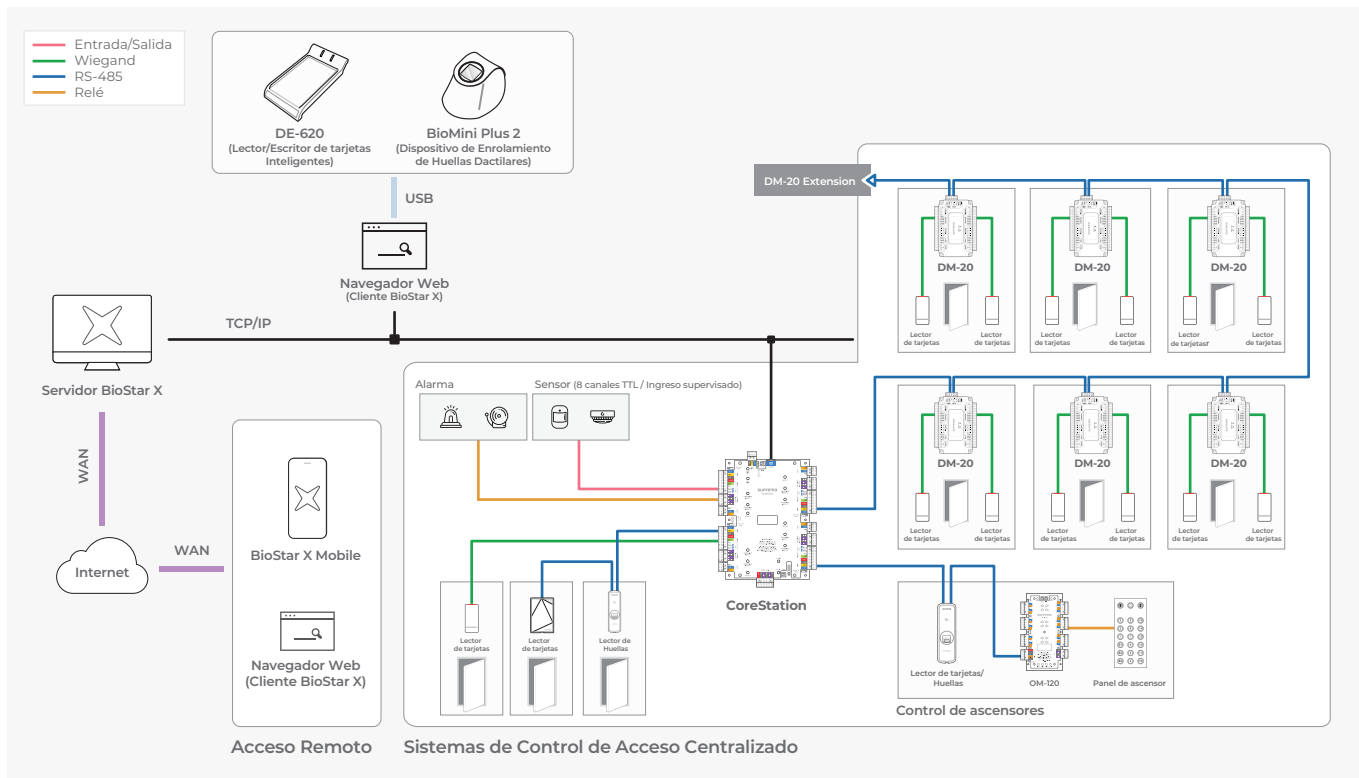 Entrada/Salida
Wiegand
RS-485
Relé
DE-620
(Lector/Escritor de tarjetas
Inteligentes)
BioMini Plus 2
(Dispositivo de Enrolamiento
de Huellas Dactilares)
USB
Navegador Web
(Cliente BioStar X)
TCP/IP
Servidor BioStar X
WAN
Internet
WAN
BioStar X Mobile
Navegador Web
(Cliente BioStar X)
Acceso Remoto
DM-20 Extension
DM-20
Lector
de tarjetas
Lector
de tarjetas
DM-20
Lector
de tarjetas
Lector
de tarjetas
DM-20
Lector
de tarjetasr
Lector
de tarjetas
DM-20
Lector
de tarjetas
Lector
de tarjetas
DM-20
Lector
de tarjetas
Lector
de tarjetas
DM-20
Lector
de tarjetas
Lector
de tarjetas
Alarma
Sensor (8 canales TTL / Ingreso supervisado)
suprema
CoreStation
Lector
de tarjetas
Lector
de tarjetas
Lector de
Huellas
Lector de tarjetas/
Huellas
OM-120
Panel de ascensor
Control de ascensores
Sistemas de Control de Acceso Centralizado